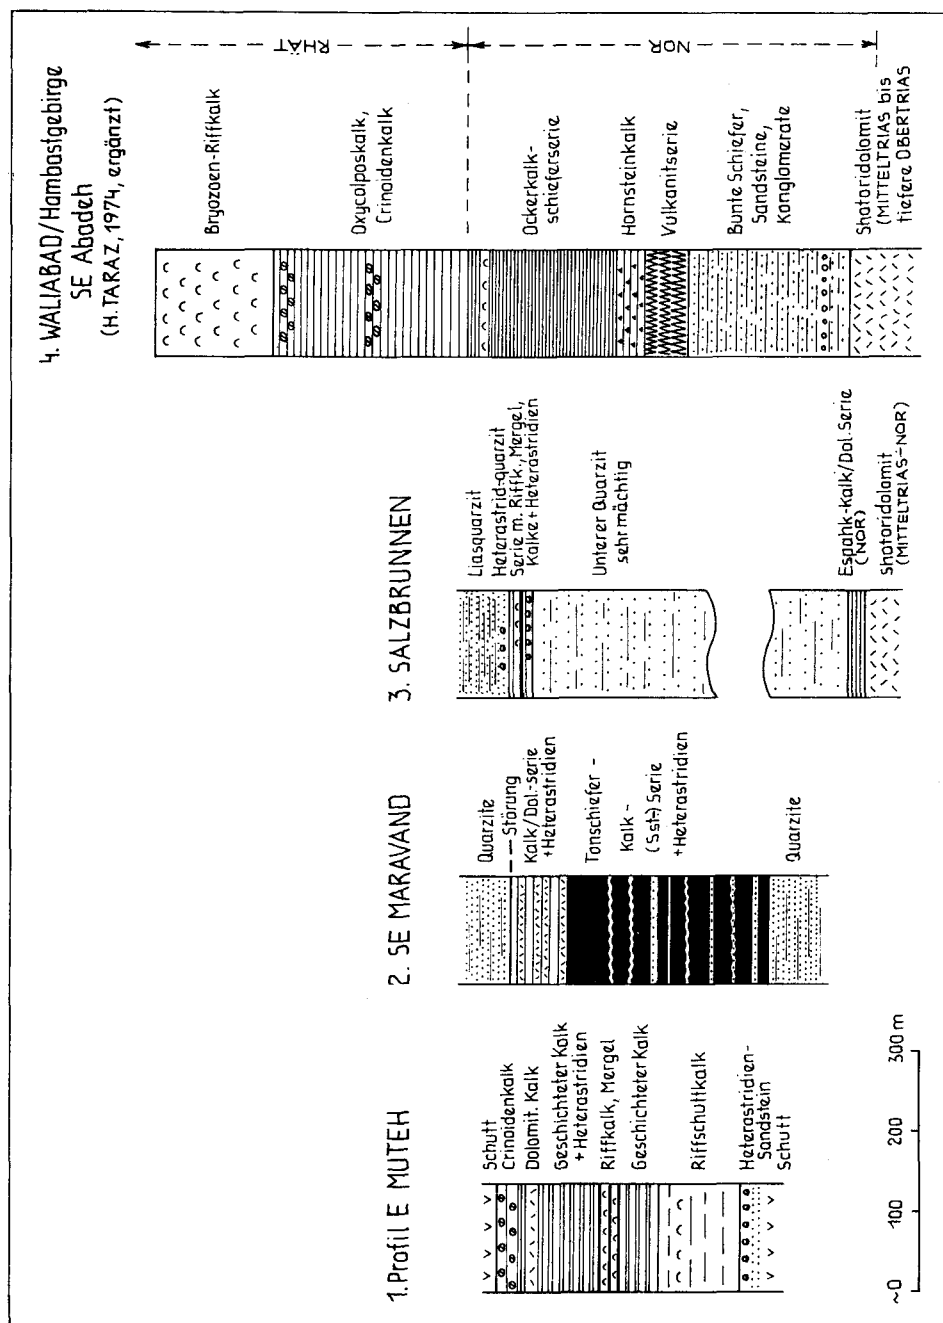 1. Profil E MUTEH
Schutt
Crinoidenkalk
Dolomit. Kalk
Geschichteter Kalk
+ Heterastridien
Riffkalk, Mergel
Geschichteter Kalk
Riffschuttkalk
Heterastridien-
Sandstein
Schutt
~0 100 200 300 m
2. SE MARAVAND
Quarzite
Störung
Kalk/Dol.-serie
+Heterastridien
Tonschiefer -
Kalk -
(Sst-) Serie
+Heterastridien
Quarzite
3. SALZBRUNNEN
Liasquarzit
Heterastrid-quarzit
Serie m. Riffk., Mergel,
Kalke + Heterastridien
Unterer Quarzit
sehr mächtig
Espahk-Kalk/Dol. Serie
(NOR)
Shotoridolomit
(MITTELTRIAS-NOR)
4. WALIABAD/Hambastgebirge
SE Abadeh
(H. TARAZ, 1974, ergänzt)
Bryozoen-Riffkalk
Oxycolposkalk,
Crinoidenkalk
Ockerkalk-
schieferserie
Hornsteinkalk
Vulkanitserie
Bunte Schiefer,
Sandsteine,
Konglomerate
Shotoridolomit
(MITTELTRIAS bis
tiefere OBERTRIAS
RHÄT
NOR